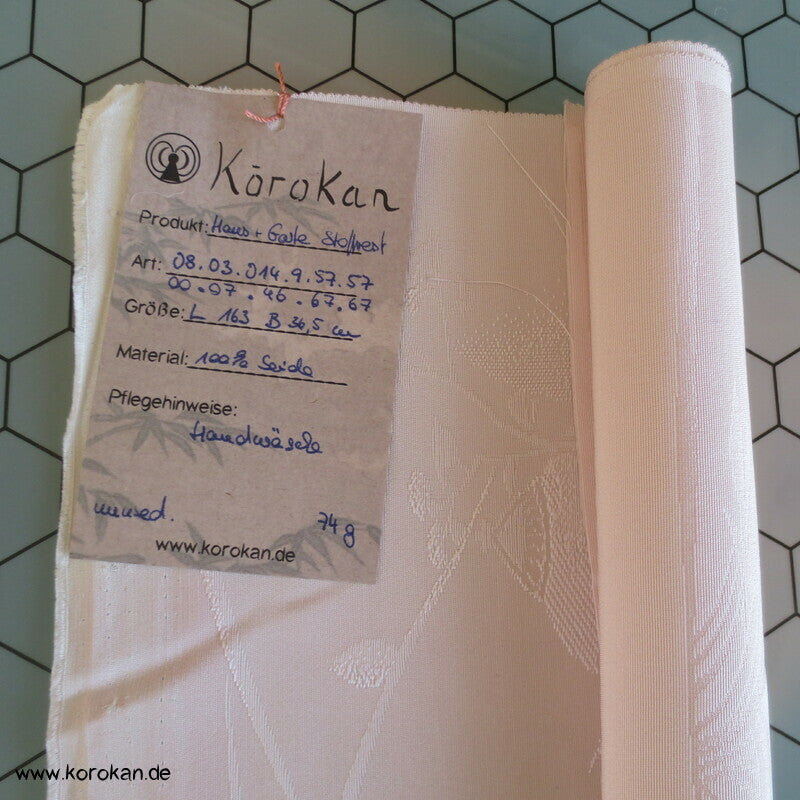 KōroKan
Produkt: Haus + Garten Stoffrest
Art: 08.03.014.9.57.57
00.07.46.67.67
Größe: L 163 B 36,5 cm
Material: 100% Seide
Pflegehinweise:
Handwäsche
74 g
www.korokan.de
www.korokan.de